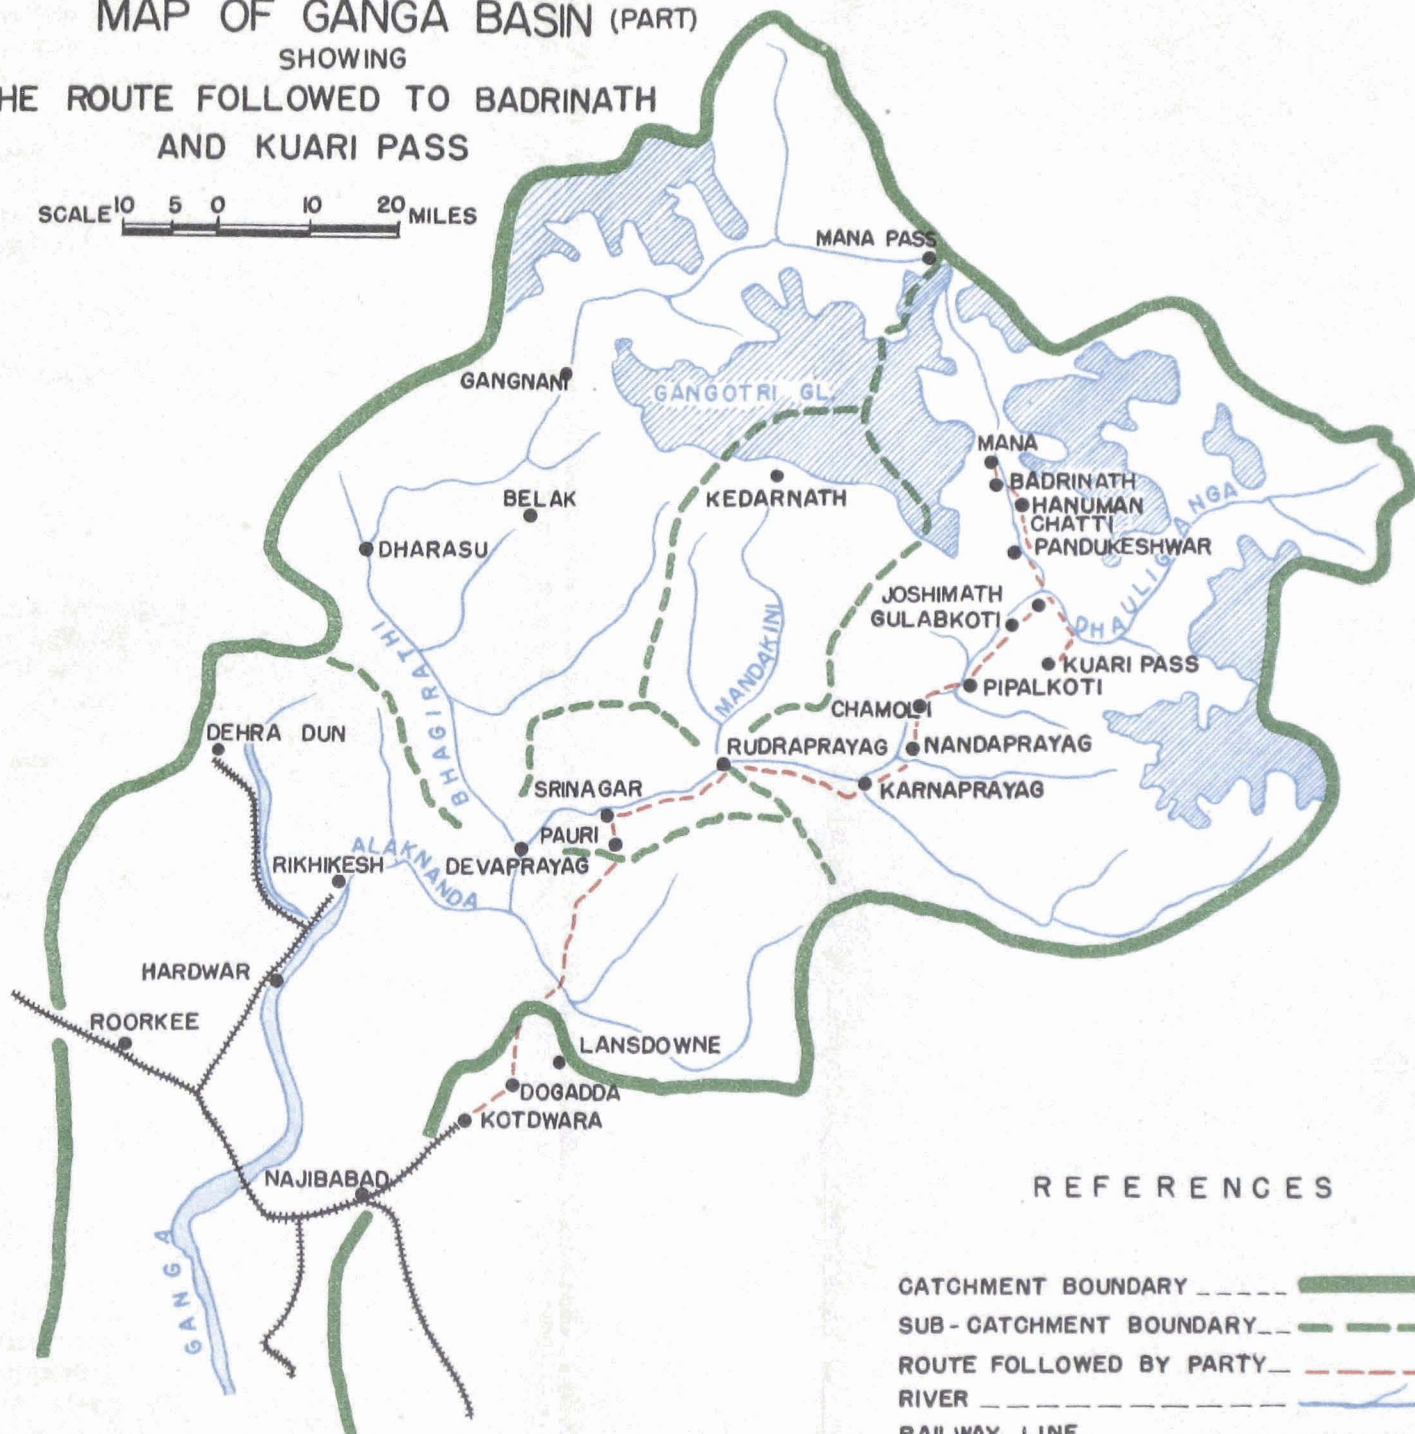 MAP OF GANGA BASIN (PART)
SHOWING
HE ROUTE FOLLOWED TO BADRINATH
AND KUARI PASS
SCALE 10 5 0 10 20 MILES
MANA PASS
GANGNANI
GANGOTRI GL.
MANA
BADRINATH
HANUMAN
CHATTI
PANDUKESHWAR
BELAK
KEDARNATH
DHARASU
JOSHIMATH
GULABKOTI
DHAULIGANGA
KUARI PASS
PIPALKOTI
BHAGIRATHI
MANDAKINI
CHAMOLI
DEHRA DUN
RUDRAPRAYAG
NANDAPRAYAG
SRINAGAR
KARNAPRAYAG
PAURI
ALAKNANDA
RIKHIKESH
DEVAPRAYAG
HARDWAR
ROORKEE
LANSDOWNE
DOGADDA
KOTDWARA
NAJIBABAD
GANGA
REFERENCES
CATCHMENT BOUNDARY
SUB-CATCHMENT BOUNDARY
ROUTE FOLLOWED BY PARTY
RIVER
RAILWAY LINE